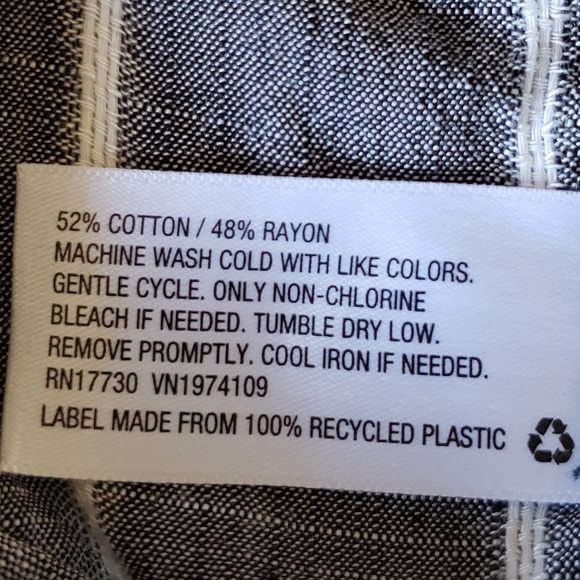 52% COTTON / 48% RAYON
MACHINE WASH COLD WITH LIKE COLORS.
GENTLE CYCLE. ONLY NON-CHLORINE
BLEACH IF NEEDED. TUMBLE DRY LOW.
REMOVE PROMPTLY. COOL IRON IF NEEDED.
RN17730 VN1974109
LABEL MADE FROM 100% RECYCLED PLASTIC